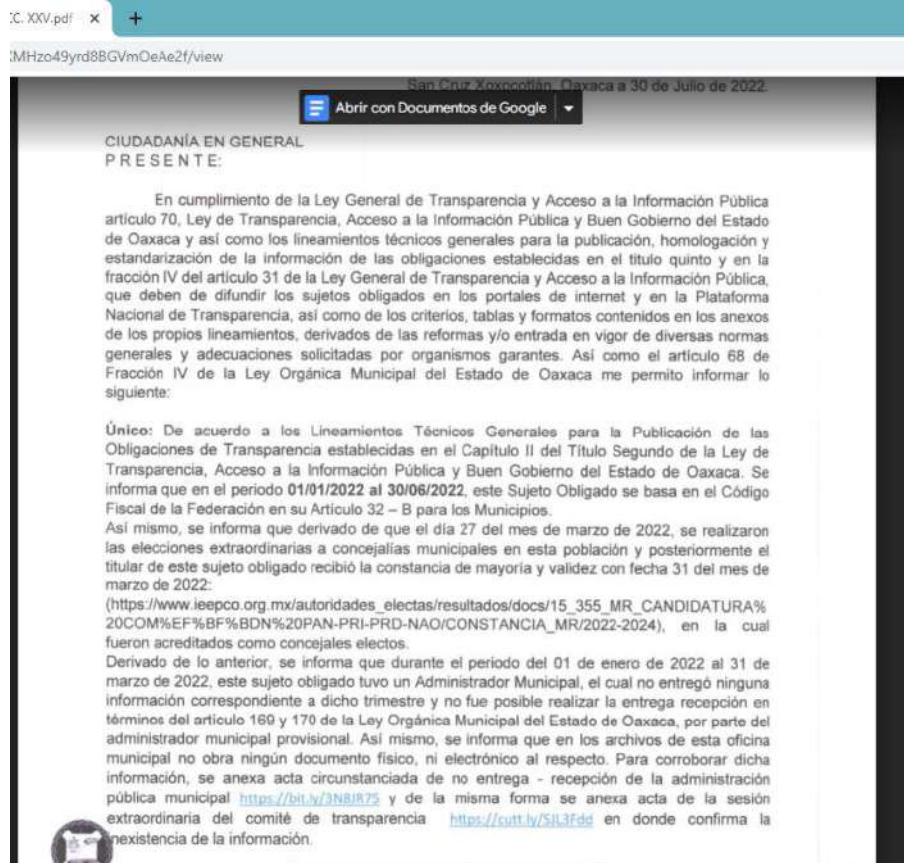 CC. XXV.pdf
KMHzo49yrd8BGVmOeAe2f/view
San Cruz Xoxocotlán, Oaxaca a 30 de Julio de 2022.
Abrir con Documentos de Google
CIUDADANÍA EN GENERAL
P R E S E N T E:
En cumplimiento de la Ley General de Transparencia y Acceso a la Información Pública
artículo 70, Ley de Transparencia, Acceso a la Información Pública y Buen Gobierno del Estado
de Oaxaca y así como los lineamientos técnicos generales para la publicación, homologación y
estandarización de la información de las obligaciones establecidas en el titulo quinto y en la
fracción IV del artículo 31 de la Ley General de Transparencia y Acceso a la Información Pública,
que deben de difundir los sujetos obligados en los portales de internet y en la Plataforma
Nacional de Transparencia, así como de los criterios, tablas y formatos contenidos en los anexos
de los propios lineamientos, derivados de las reformas y/o entrada en vigor de diversas normas
generales y adecuaciones solicitadas por organismos garantes. Así como el artículo 68 de
Fracción IV de la Ley Orgánica Municipal del Estado de Oaxaca me permito informar lo
siguiente:
Único: De acuerdo a los Lineamientos Técnicos Generales para la Publicación de las
Obligaciones de Transparencia establecidas en el Capítulo II del Título Segundo de la Ley de
Transparencia, Acceso a la Información Pública y Buen Gobierno del Estado de Oaxaca. Se
informa que en el periodo 01/01/2022 al 30/06/2022, este Sujeto Obligado se basa en el Código
Fiscal de la Federación en su Artículo 32 – B para los Municipios.
Así mismo, se informa que derivado de que el día 27 del mes de marzo de 2022, se realizaron
las elecciones extraordinarias a concejalías municipales en esta población y posteriormente el
titular de este sujeto obligado recibió la constancia de mayoría y validez con fecha 31 del mes de
marzo de 2022:
(https://www.ieepco.org.mx/autoridades_electas/resultados/docs/15_355_MR_CANDIDATURA%
20COM%EF%BF%BDN%20PAN-PRI-PRD-NAO/CONSTANCIA_MR/2022-2024), en la cual
fueron acreditados como concejales electos.
Derivado de lo anterior, se informa que durante el periodo del 01 de enero de 2022 al 31 de
marzo de 2022, este sujeto obligado tuvo un Administrador Municipal, el cual no entregó ninguna
información correspondiente a dicho trimestre y no fue posible realizar la entrega recepción en
términos del artículo 169 y 170 de la Ley Orgánica Municipal del Estado de Oaxaca, por parte del
administrador municipal provisional. Así mismo, se informa que en los archivos de esta oficina
municipal no obra ningún documento físico, ni electrónico al respecto. Para corroborar dicha
información, se anexa acta circunstanciada de no entrega - recepción de la administración
pública municipal https://bit.ly/3NBJR75 y de la misma forma se anexa acta de la sesión
extraordinaria del comité de transparencia https://cutt.ly/SJL3Fdd en donde confirma la
inexistencia de la información.